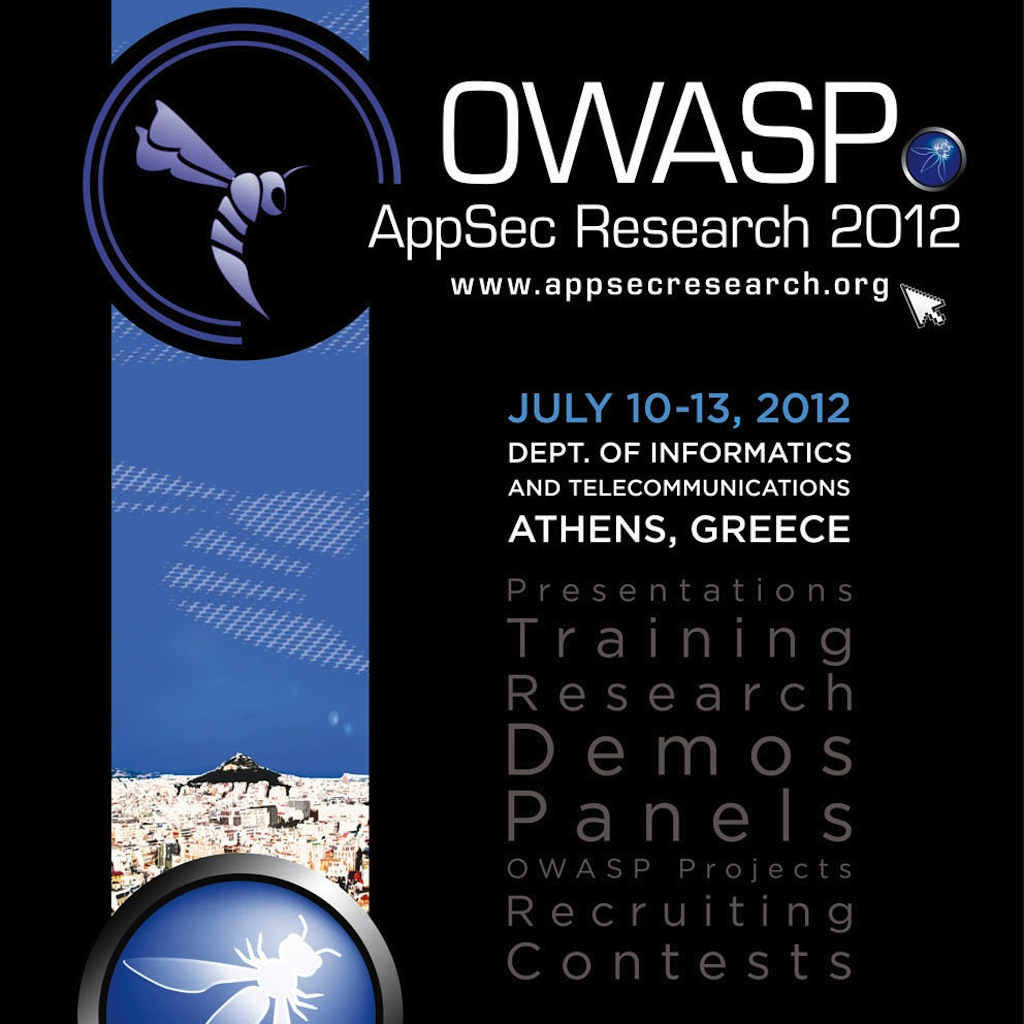 OWASP
AppSec Research 2012
www.appsecresearch.org
JULY 10-13, 2012
DEPT. OF INFORMATICS
AND TELECOMMUNICATIONS
ATHENS, GREECE
Presentations
Training
Research
Demos
Panels
OWASP Projects
Recruiting
Contests